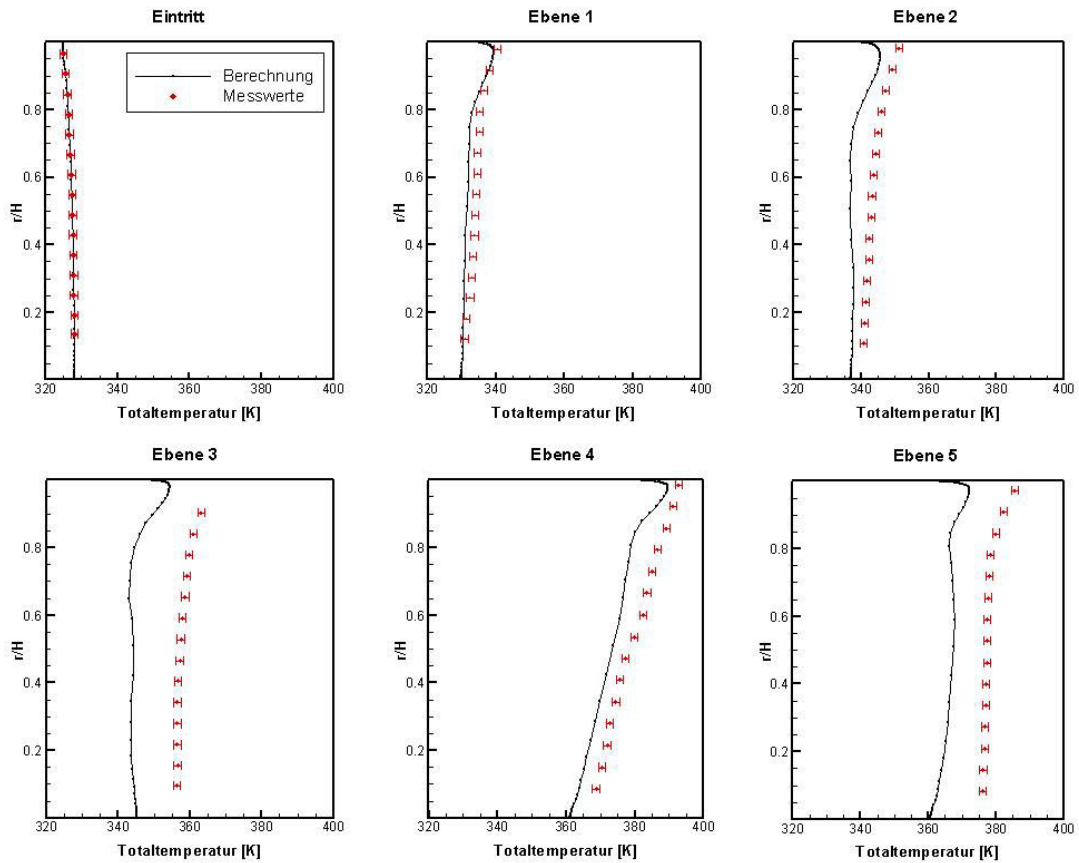 Eintritt
r/H
0.8
0.6
0.4
0.2
320 340 360 380 400
Totaltemperatur [K]
Berechnung
Messwerte
Ebene 1
r/H
0.8
0.6
0.4
0.2
320 340 360 380 400
Totaltemperatur [K]
Ebene 2
r/H
0.8
0.6
0.4
0.2
320 340 360 380 400
Totaltemperatur [K]
Ebene 3
r/H
0.8
0.6
0.4
0.2
320 340 360 380 400
Totaltemperatur [K]
Ebene 4
r/H
0.8
0.6
0.4
0.2
320 340 360 380 400
Totaltemperatur [K]
Ebene 5
r/H
0.8
0.6
0.4
0.2
320 340 360 380 400
Totaltemperatur [K]